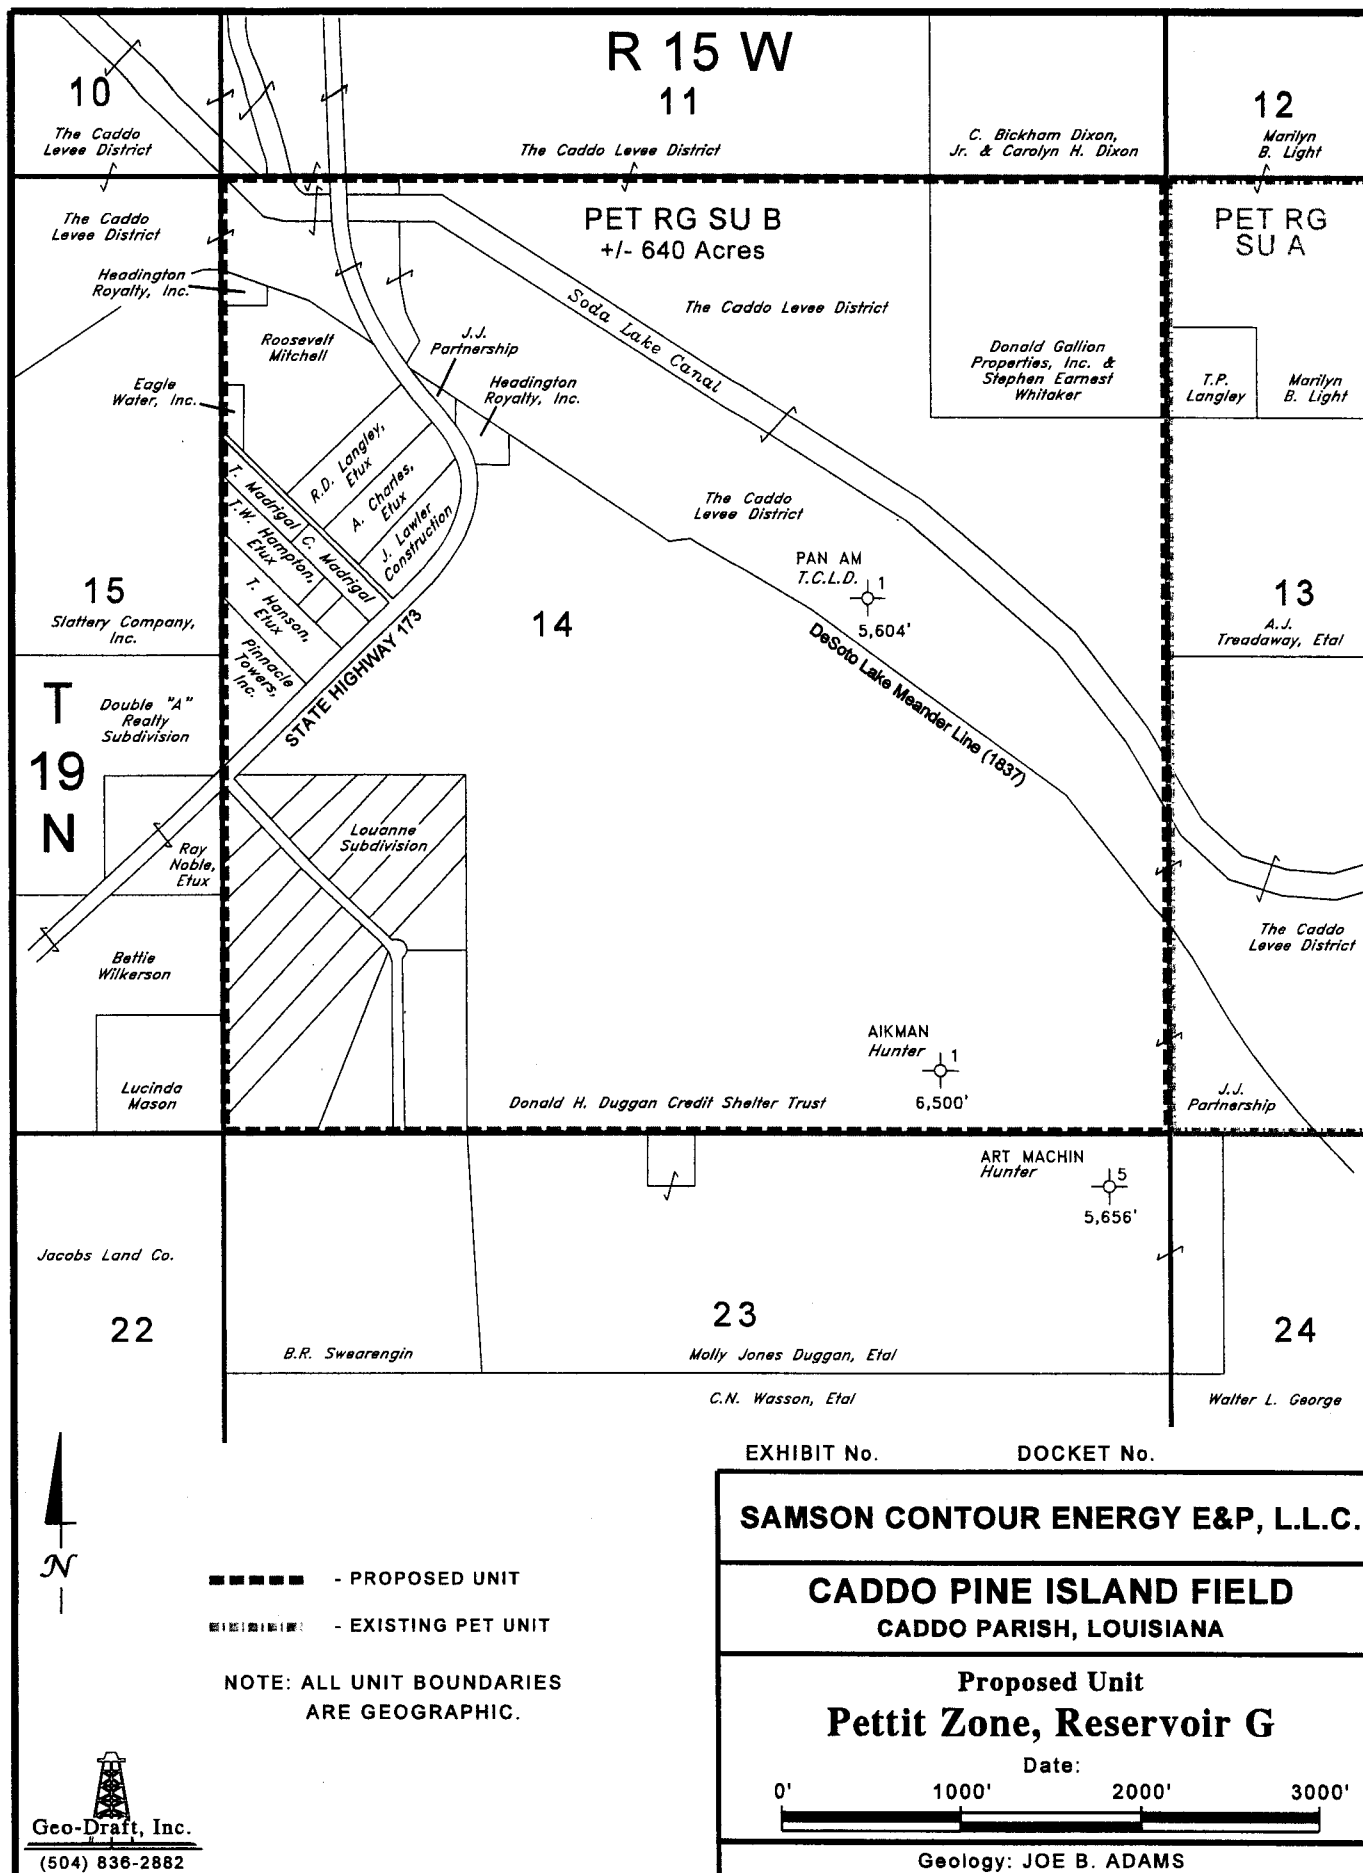 R 15 W
10
11
12
The Caddo
Levee District
The Caddo Levee District
C. Bickham Dixon,
Jr. & Carolyn H. Dixon
Marilyn
B. Light
The Caddo
Levee District
PET RG SU B
+/- 640 Acres
PET RG
SU A
Headington
Royalty, Inc.
Soda Lake Canal
The Caddo Levee District
Roosevelt
Mitchell
J.J.
Partnership
Headington
Royalty, Inc.
Donald Gallion
Properties, Inc. &
Stephen Earnest
Whitaker
Eagle
Water, Inc.
T.P.
Langley
Marilyn
B. Light
R.D. Langley,
Etux
A. Charles,
Etux
J. Lawler
Construction
T. Madrigal
C. Madrigal
T.W. Hampton,
Etux
T. Hanson,
Etux
Pinnacle
Towers,
Inc.
The Caddo
Levee District
PAN AM
T.C.L.D.
1
5,604'
15
Slattery Company,
Inc.
14
13
A.J.
Treadaway, Etal
STATE HIGHWAY 173
DeSoto Lake Meander Line (1837)
T
19
N
Double "A"
Realty
Subdivision
Louanne
Subdivision
Ray
Noble,
Etux
Bettie
Wilkerson
The Caddo
Levee District
AIKMAN
Hunter
1
6,500'
Lucinda
Mason
Donald H. Duggan Credit Shelter Trust
J.J.
Partnership
ART MACHIN
Hunter
5
5,656'
Jacobs Land Co.
22
23
24
B.R. Swearengin
Molly Jones Duggan, Etal
C.N. Wasson, Etal
Walter L. George
N
EXHIBIT No. DOCKET No.
SAMSON CONTOUR ENERGY E&P, L.L.C.
CADDO PINE ISLAND FIELD
CADDO PARISH, LOUISIANA
- PROPOSED UNIT
- EXISTING PET UNIT
NOTE: ALL UNIT BOUNDARIES
ARE GEOGRAPHIC.
Proposed Unit
Pettit Zone, Reservoir G
Date:
0' 1000' 2000' 3000'
Geology: JOE B. ADAMS
Geo-Draft, Inc.
(504) 836-2882